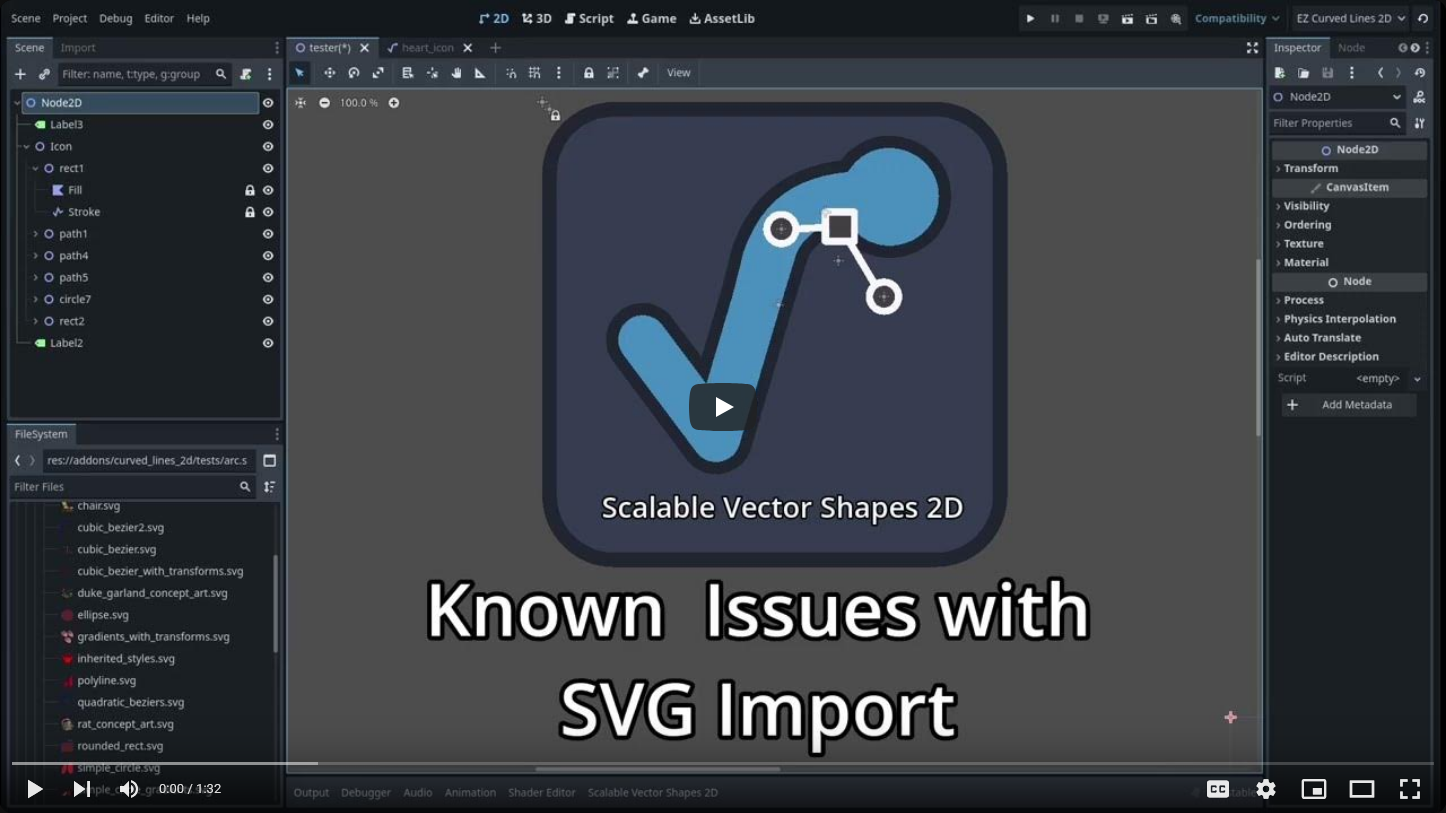 Scene Project Debug Editor Help
2D 3D Script Game AssetLib
Compatibility EZ Curved Lines 2D
Scene Import
Filter: name, t:type, g:group
Node2D
Label3
Icon
rect1
Fill
Stroke
path1
path4
path5
circle7
rect2
Label2
FileSystem
res://addons/curved_lines_2d/tests/arc.s
Filter Files
chair.svg
cubic_bezier2.svg
cubic_bezier.svg
cubic_bezier_with_transforms.svg
duke_garland_concept_art.svg
ellipse.svg
gradients_with_transforms.svg
inherited_styles.svg
polyline.svg
quadratic_beziers.svg
rat_concept_art.svg
rounded_rect.svg
simple_circle.svg
tester(*) heart_icon
View
100.0 %
Scalable Vector Shapes 2D
Known Issues with
SVG Import
Output Debugger Audio Animation Shader Editor Scalable Vector Shapes 2D
Inspector Node
Node2D
Filter Properties
Node2D
Transform
CanvasItem
Visibility
Ordering
Texture
Material
Node
Process
Physics Interpolation
Auto Translate
Editor Description
Script <empty>
Add Metadata
0:00 / 1:32
CC